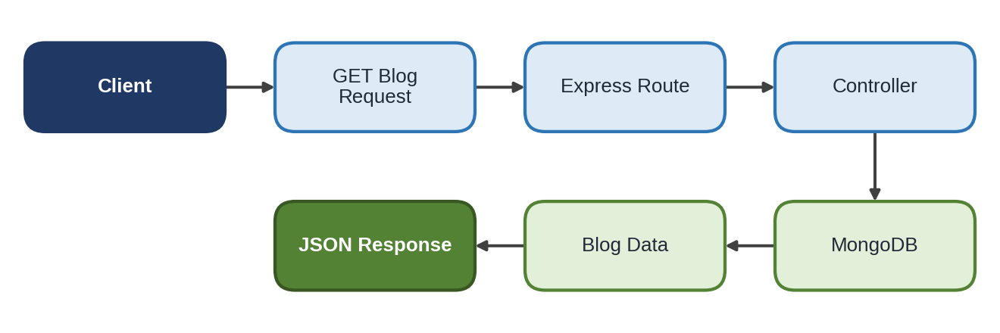 Client
GET Blog
Request
Express Route
Controller
JSON Response
Blog Data
MongoDB